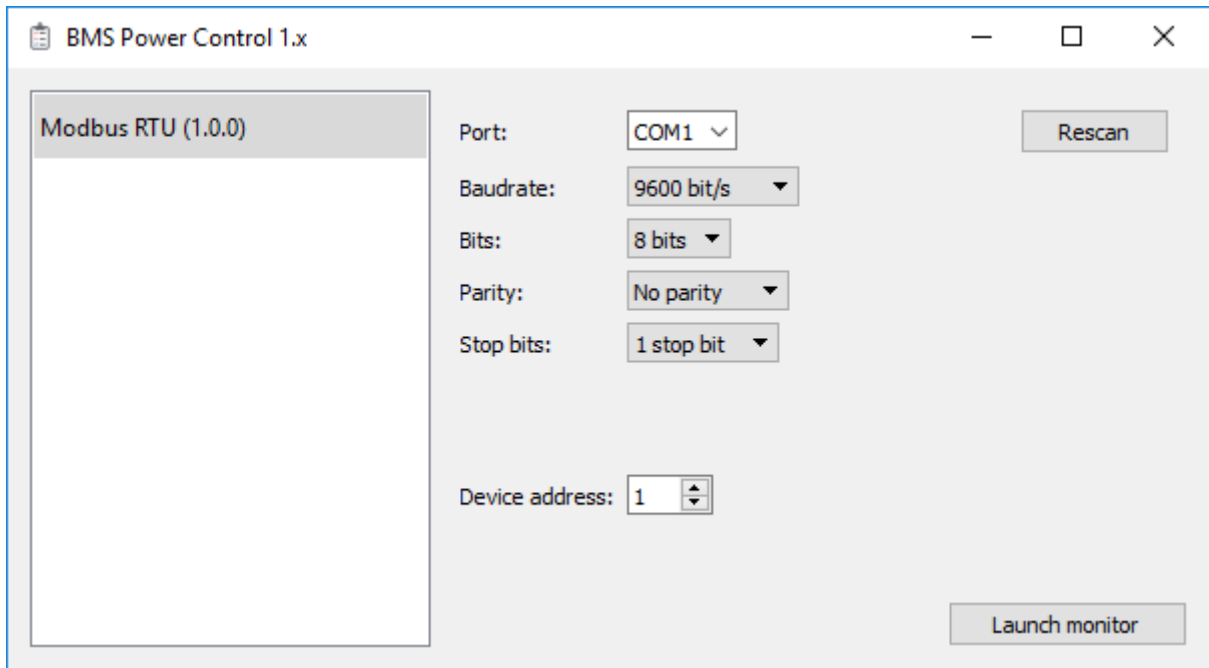 BMS Power Control 1.x
Modbus RTU (1.0.0)
Port: COM1 Rescan
Baudrate: 9600 bit/s
Bits: 8 bits
Parity: No parity
Stop bits: 1 stop bit
Device address: 1
Launch monitor